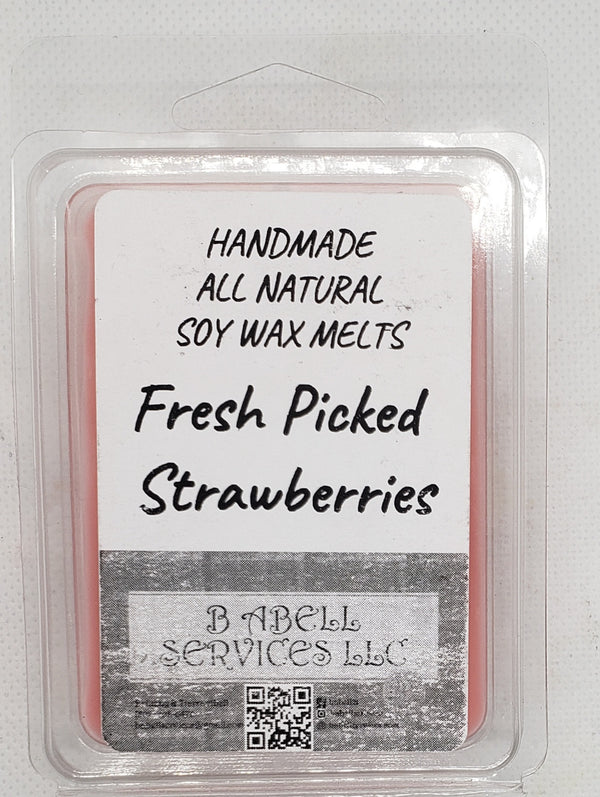 HANDMADE
ALL NATURAL
SOY WAX MELTS
Fresh Picked
Strawberries
B ABELL
SERVICES LLC